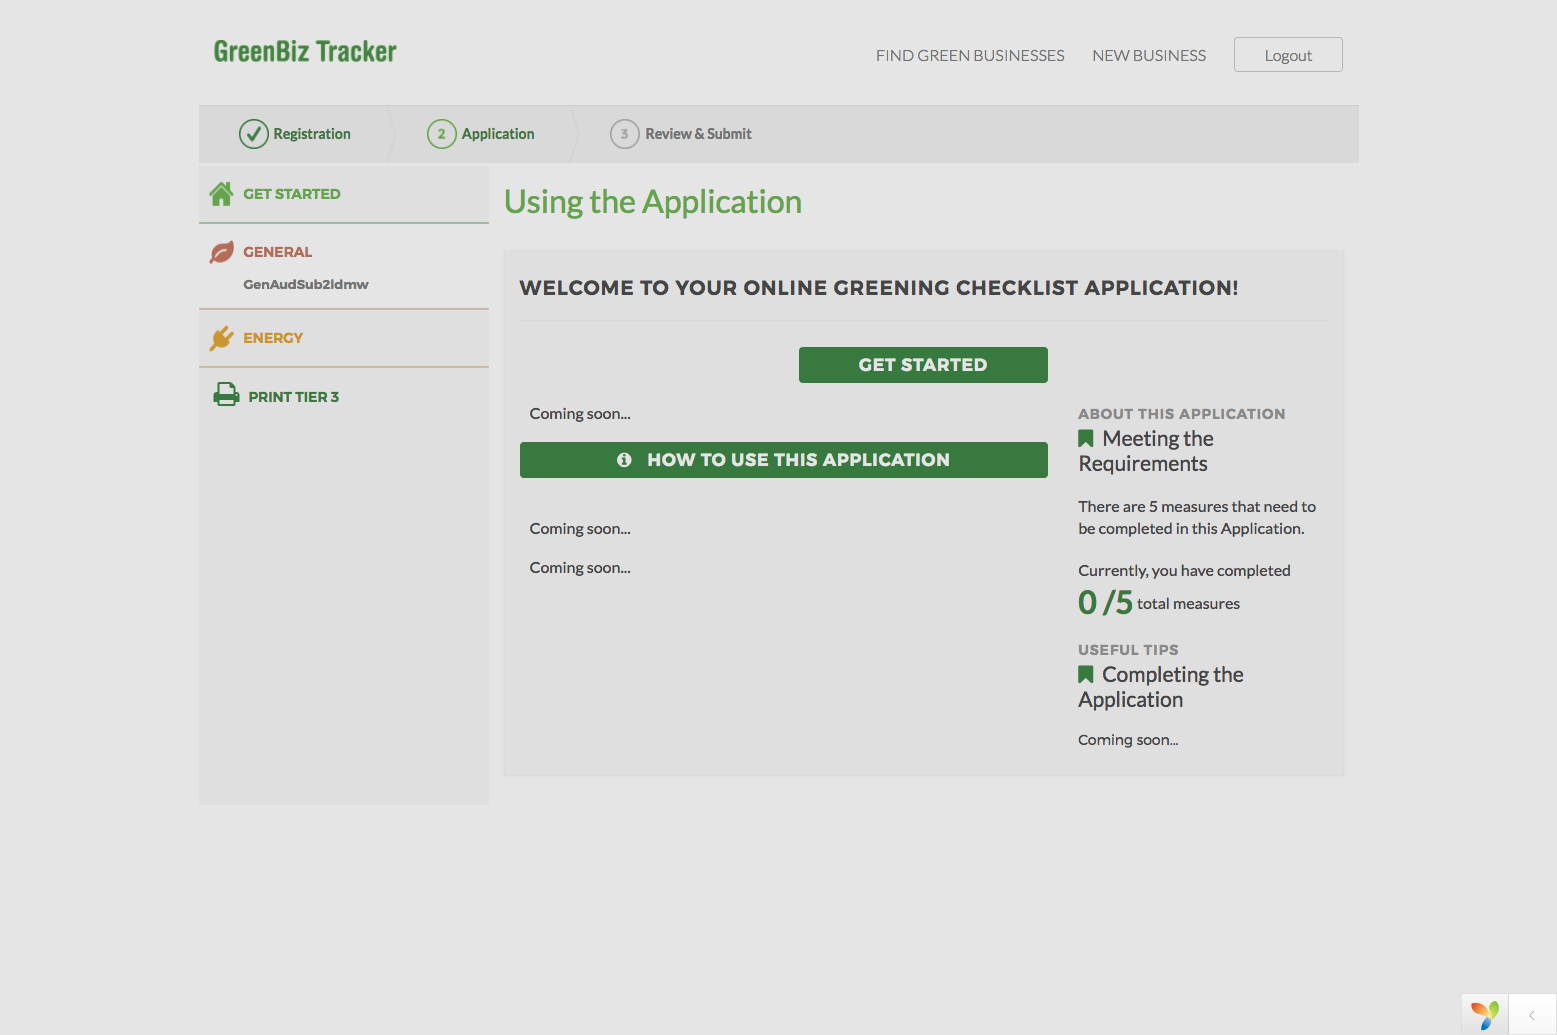 GreenBiz Tracker
FIND GREEN BUSINESSES
NEW BUSINESS
Logout
Registration
2 Application
3 Review & Submit
GET STARTED
GENERAL
GenAudSub2ldmw
ENERGY
PRINT TIER 3
Using the Application
WELCOME TO YOUR ONLINE GREENING CHECKLIST APPLICATION!
GET STARTED
Coming soon...
HOW TO USE THIS APPLICATION
Coming soon...
Coming soon...
ABOUT THIS APPLICATION
Meeting the
Requirements
There are 5 measures that need to
be completed in this Application.
Currently, you have completed
0 /5 total measures
USEFUL TIPS
Completing the
Application
Coming soon...